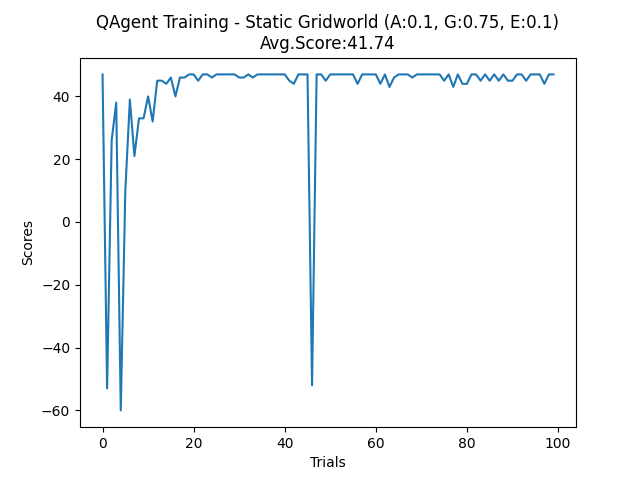 QAgent Training - Static Gridworld (A:0.1, G:0.75, E:0.1)
Avg.Score:41.74
40
20
0
−20
−40
−60
Scores
0 20 40 60 80 100
Trials